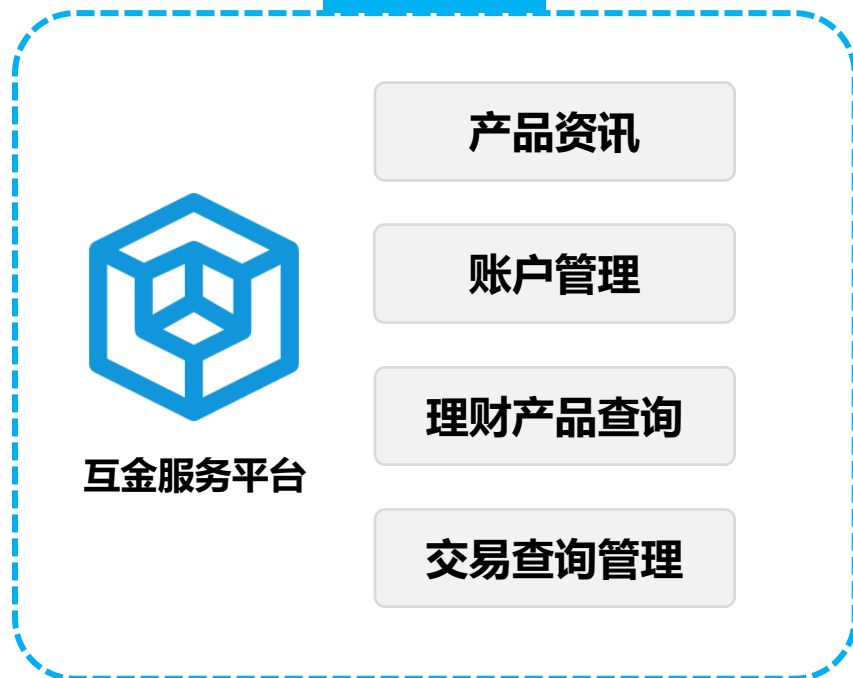 产品资讯
账户管理
理财产品查询
交易查询管理
互金服务平台